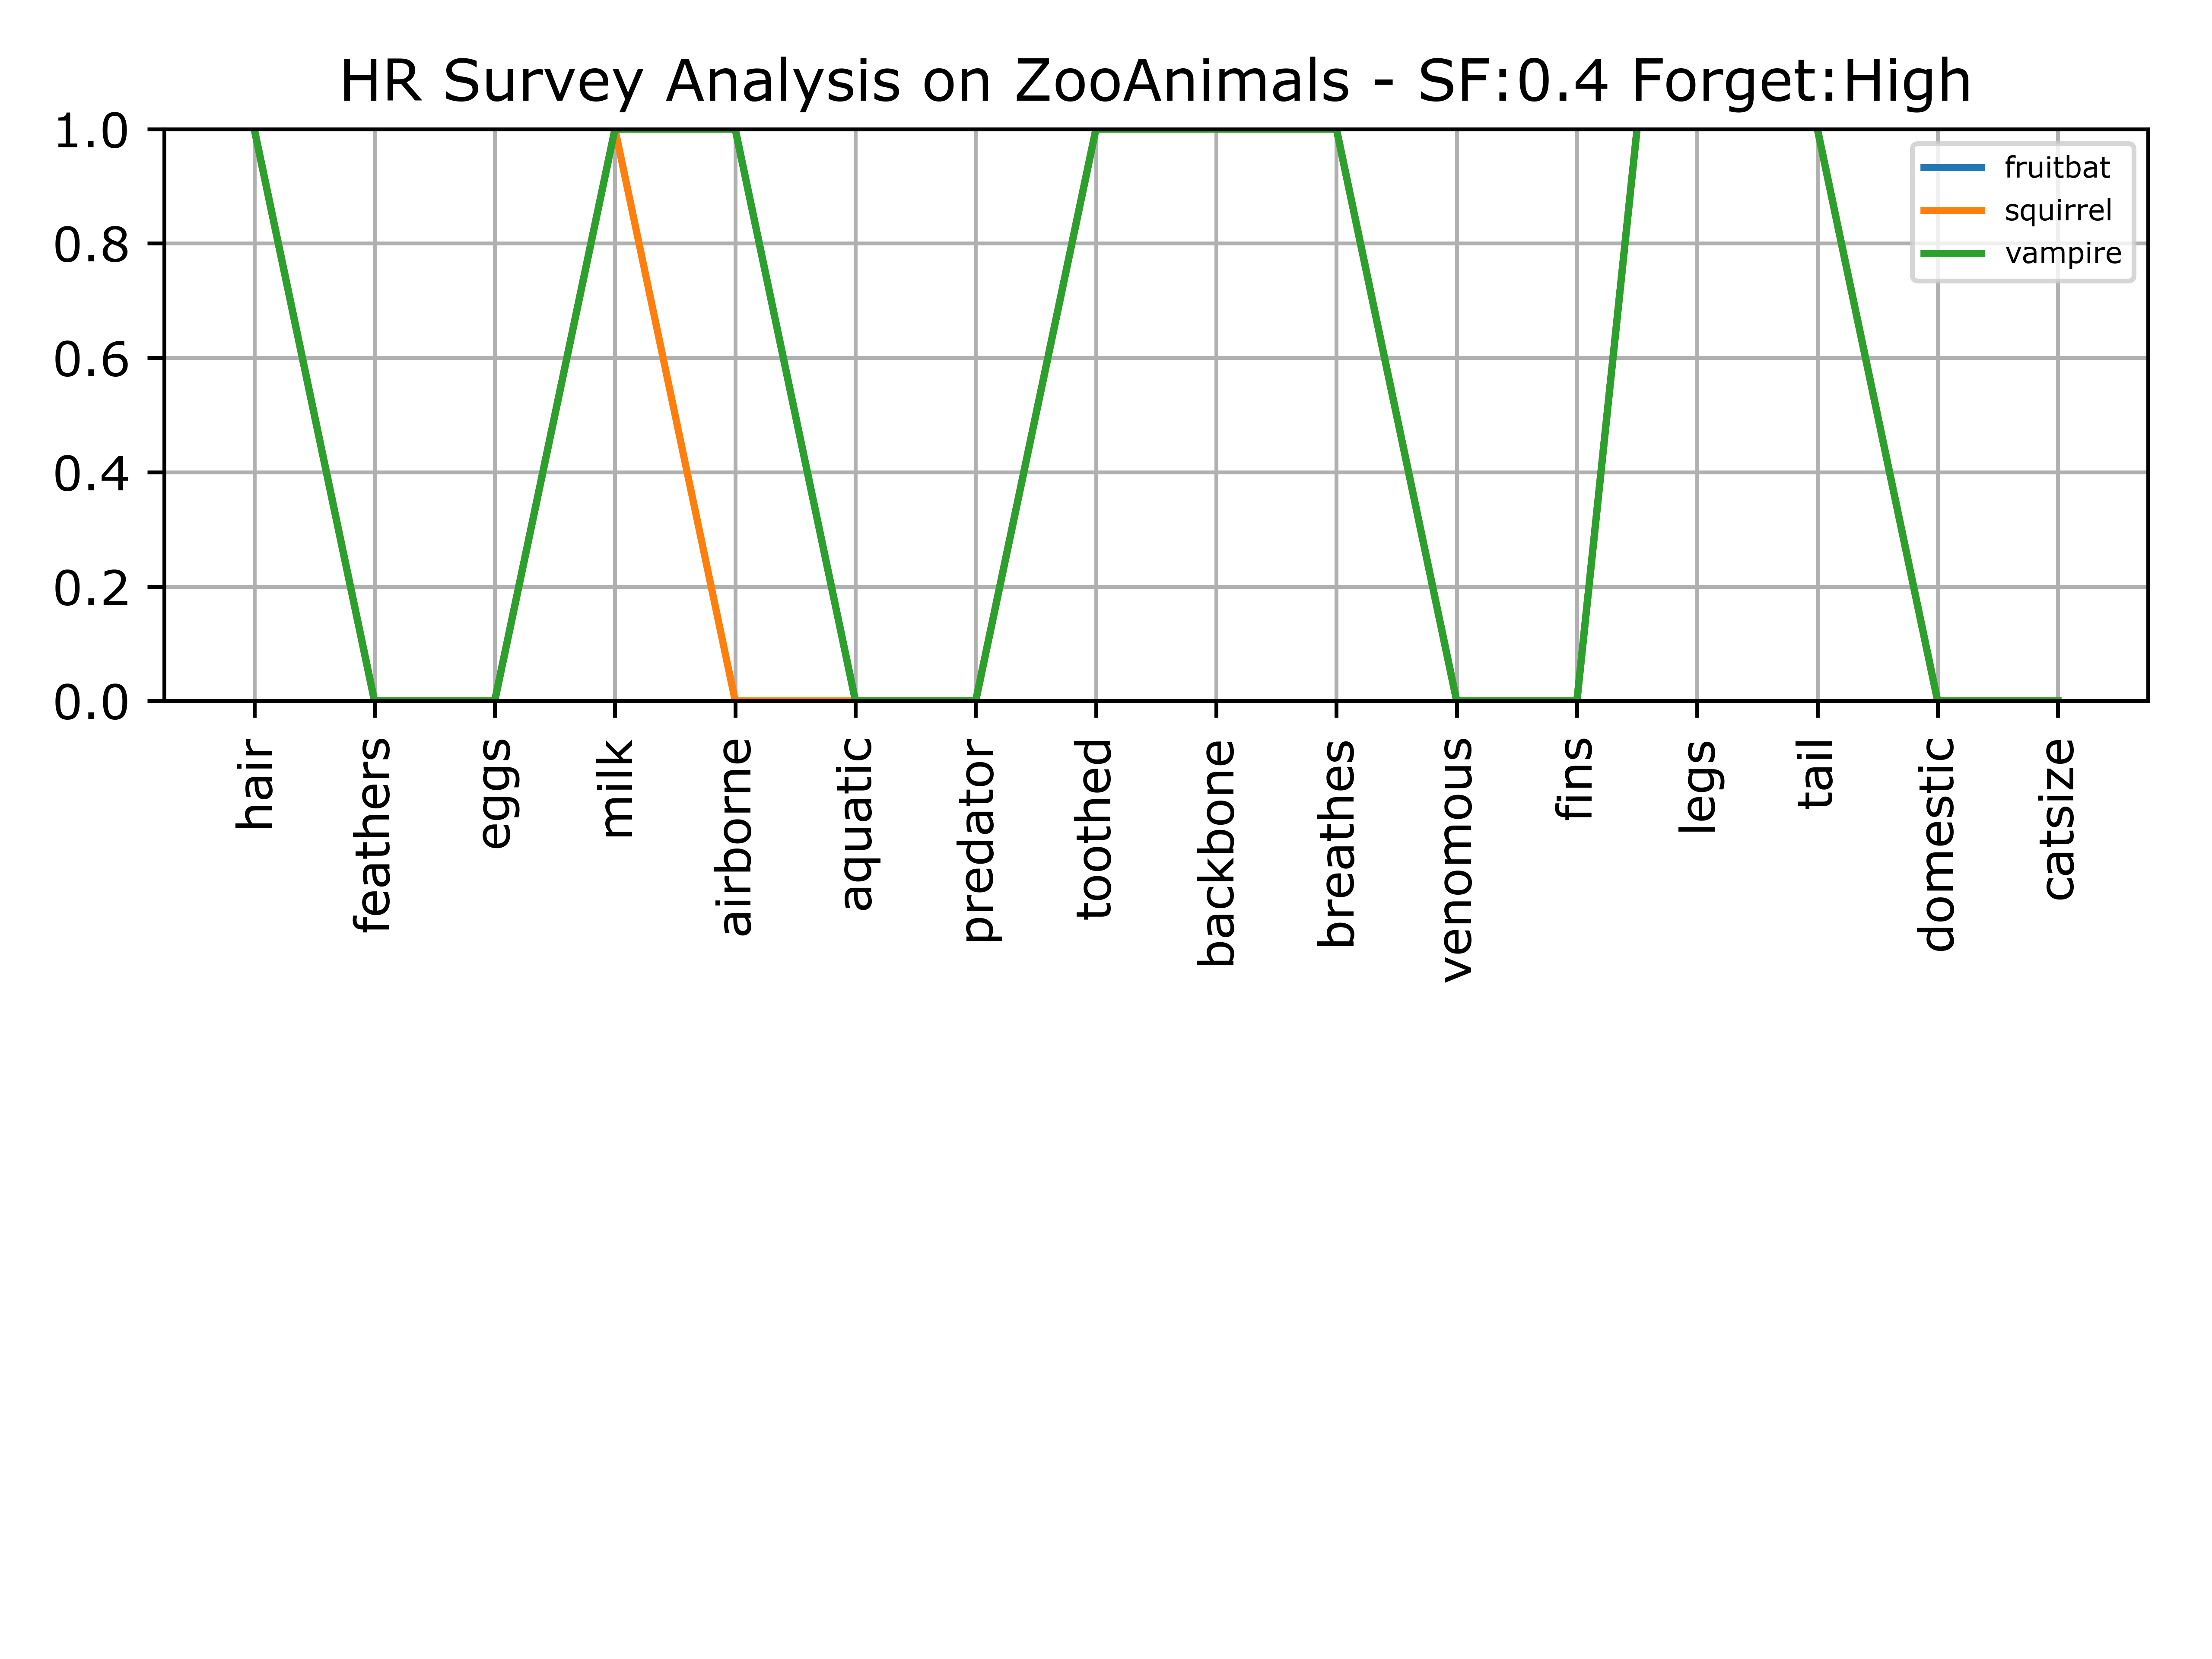 HR Survey Analysis on ZooAnimals - SF:0.4 Forget:High
1.0
0.8
0.6
0.4
0.2
0.0
fruitbat
squirrel
vampire
hair
feathers
eggs
milk
airborne
aquatic
predator
toothed
backbone
breathes
venomous
fins
legs
tail
domestic
catsize